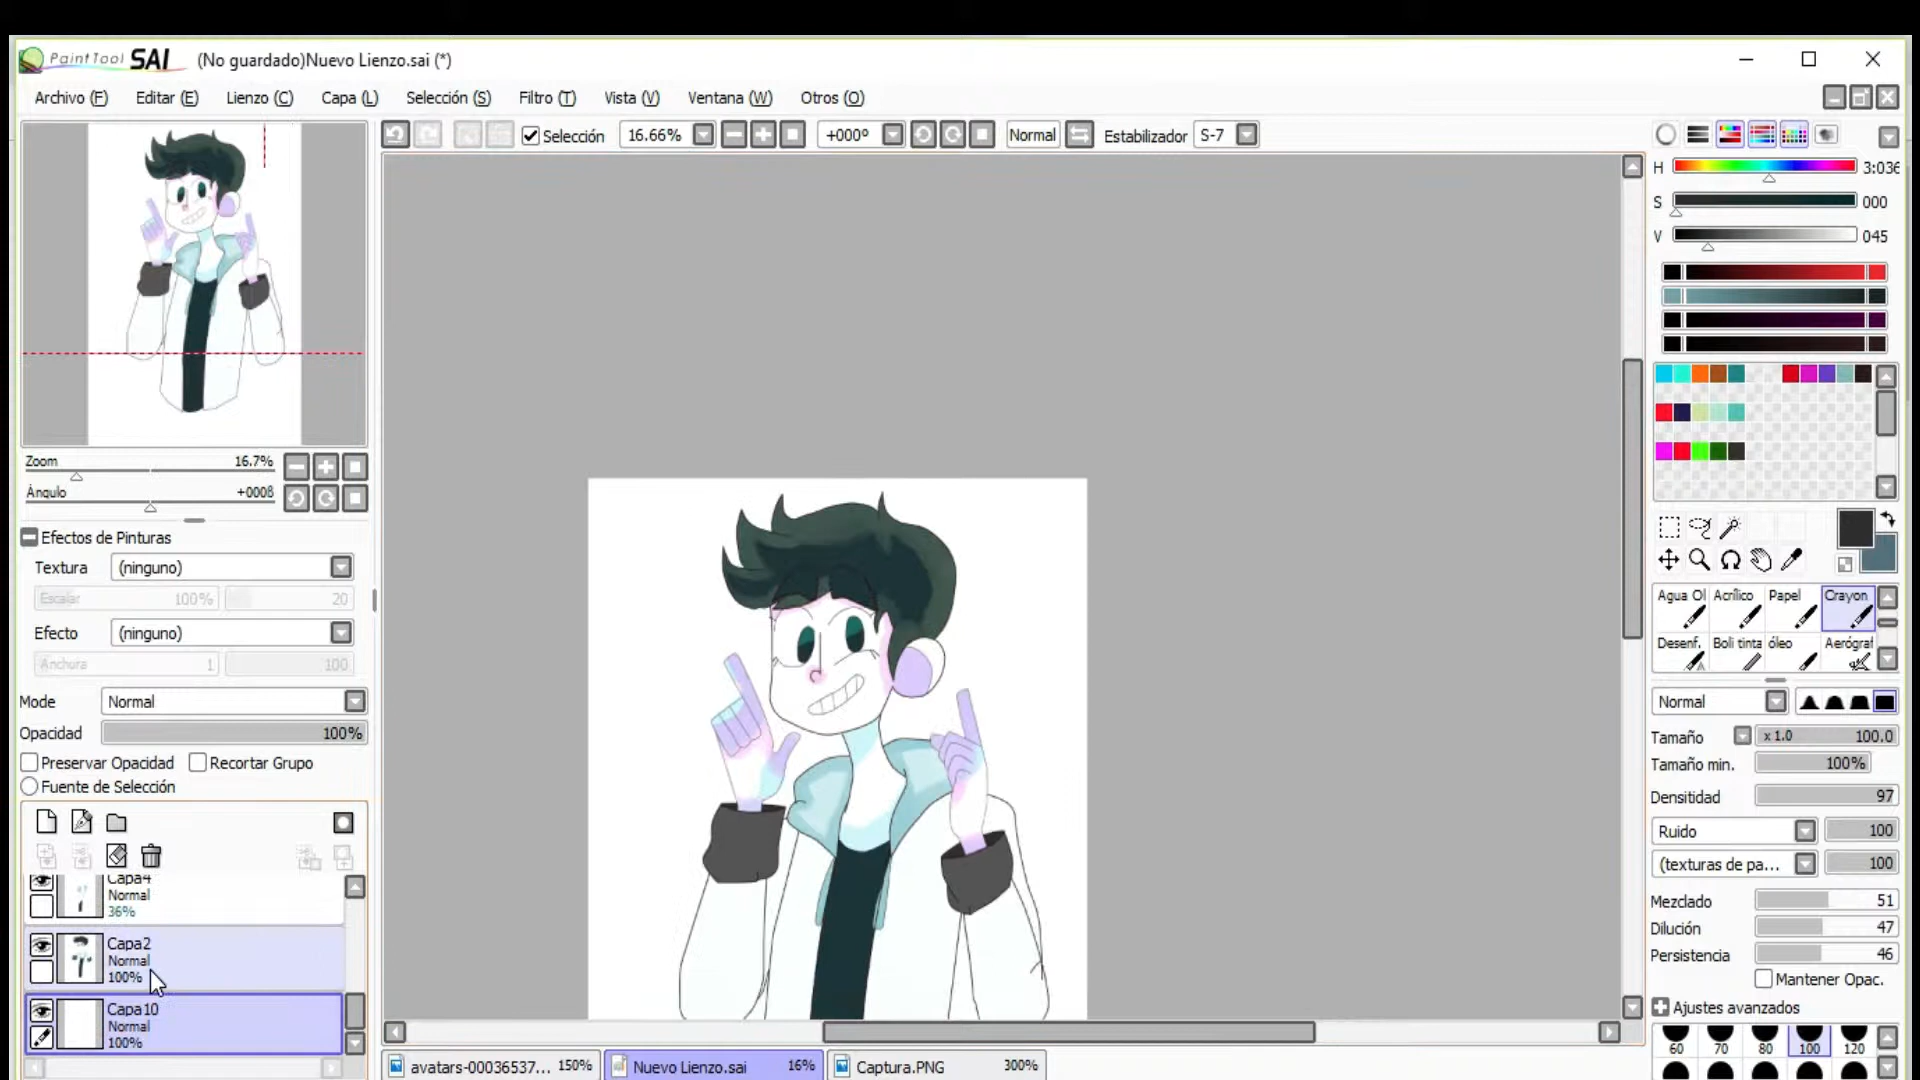 PaintTool SAI (No guardado)Nuevo Lienzo.sai (*)
Archivo (F) Editar (E) Lienzo (C) Capa (L) Selección (S) Filtro (T) Vista (V) Ventana (W) Otros (O)
Selección 16.66% +000º Normal Estabilizador S-7
H 3:036
S 000
V 045
Zoom 16.7%
Ángulo +0008
Efectos de Pinturas
Textura (ninguno)
Escalar 100% 20
Efecto (ninguno)
Anchura 1 100
Mode Normal
Opacidad 100%
Preservar Opacidad Recortar Grupo
Fuente de Selección
Capa4
Normal
36%
Capa2
Normal
100%
Capa10
Normal
100%
Agua Ol Acrílico Papel Crayon
Desenf. Boli tinta óleo Aerógraf
Normal
Tamaño x 1.0 100.0
Tamaño min. 100%
Densitidad 97
Ruido 100
(texturas de pa... 100
Mezclado 51
Dilución 47
Persistencia 46
Mantener Opac.
Ajustes avanzados
60 70 80 100 120
avatars-00036537... 150% Nuevo Lienzo.sai 16% Captura.PNG 300%